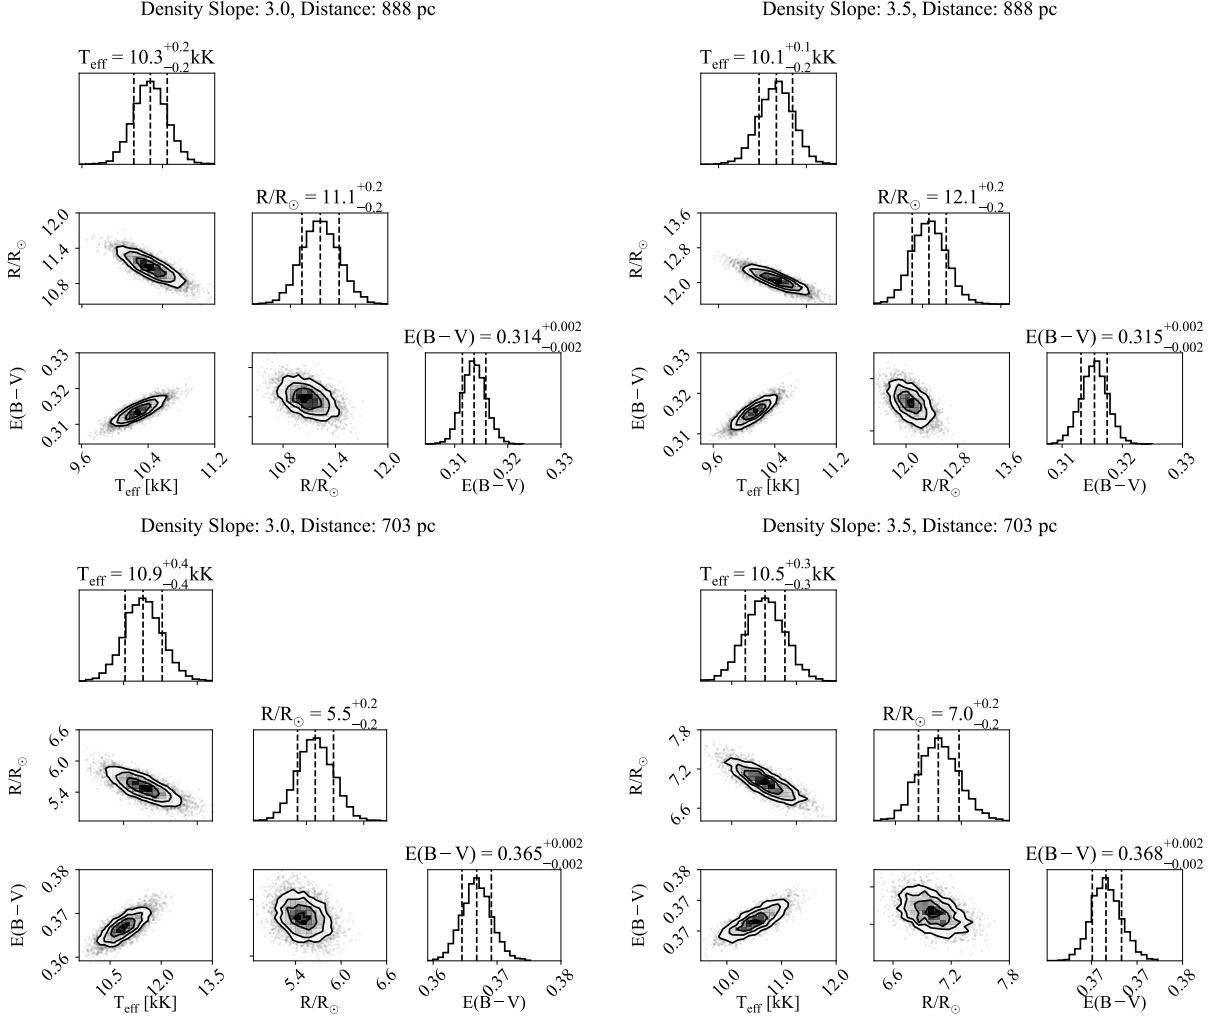 Density Slope: 3.0, Distance: 888 pc
T_eff = 10.3 +0.2 −0.2 kK
R/R☉ = 11.1 +0.2 −0.2
12.0
11.4
10.8
R/R☉
E(B−V) = 0.314 +0.002 −0.002
0.33
0.32
0.31
E(B−V)
9.6 10.4 11.2
T_eff [kK]
10.8 11.4 12.0
R/R☉
0.31 0.32 0.33
E(B−V)
Density Slope: 3.5, Distance: 888 pc
T_eff = 10.1 +0.1 −0.2 kK
R/R☉ = 12.1 +0.2 −0.2
13.6
12.8
12.0
R/R☉
E(B−V) = 0.315 +0.002 −0.002
0.33
0.32
0.31
E(B−V)
9.6 10.4 11.2
T_eff [kK]
12.0 12.8 13.6
R/R☉
0.31 0.32 0.33
E(B−V)
Density Slope: 3.0, Distance: 703 pc
T_eff = 10.9 +0.4 −0.4 kK
R/R☉ = 5.5 +0.2 −0.2
6.6
6.0
5.4
R/R☉
E(B−V) = 0.365 +0.002 −0.002
0.38
0.37
0.36
E(B−V)
10.5 12.0 13.5
T_eff [kK]
5.4 6.0 6.6
R/R☉
0.36 0.37 0.38
E(B−V)
Density Slope: 3.5, Distance: 703 pc
T_eff = 10.5 +0.3 −0.3 kK
R/R☉ = 7.0 +0.2 −0.2
7.8
7.2
6.6
R/R☉
E(B−V) = 0.368 +0.002 −0.002
0.38
0.37
0.37
E(B−V)
10.0 11.0 12.0
T_eff [kK]
6.6 7.2 7.8
R/R☉
0.37 0.37 0.38
E(B−V)